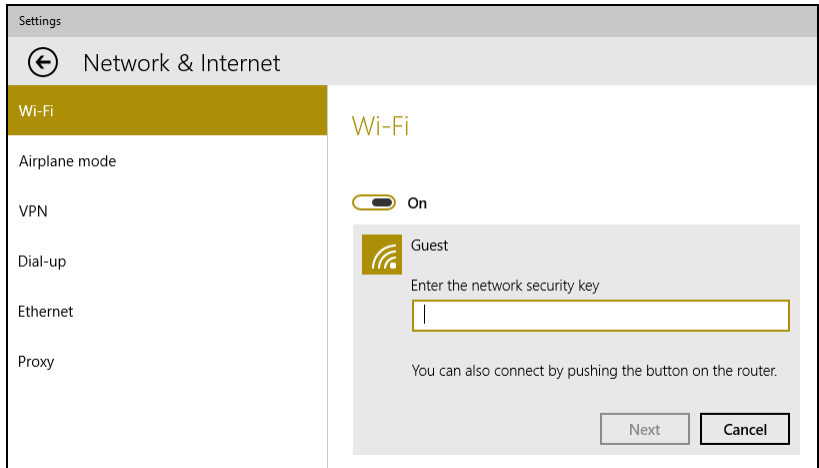 Settings
Network & Internet
Wi-Fi
Airplane mode
VPN
Dial-up
Ethernet
Proxy
Wi-Fi
On
Guest
Enter the network security key
You can also connect by pushing the button on the router.
Next
Cancel